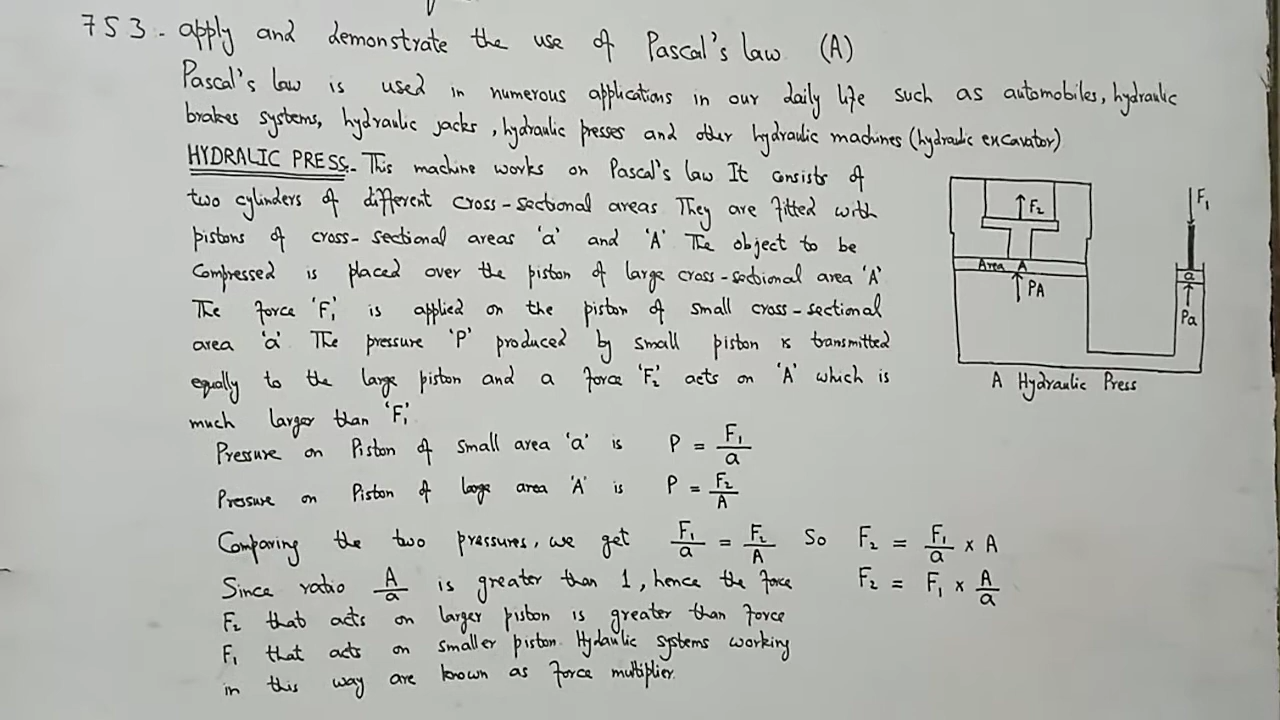 753.- apply and demonstrate the use of Pascal's law. (A)
Pascal's law is used in numerous applications in our daily life such as automobiles, hydraulic
brakes systems, hydraulic jacks, hydraulic presses and other hydraulic machines (hydraulic excavator)
HYDRALIC PRESS.- This machine works on Pascal's law It consists of
two cylinders of different cross-sectional areas They are fitted with
pistons of cross-sectional areas 'a' and 'A' The object to be
Compressed is placed over the piston of large cross-sectional area 'A'
The force 'F₁' is applied on the piston of small cross-sectional
area 'a' The pressure 'P' produced by small piston is transmitted
equally to the large piston and a force 'F₂' acts on 'A' which is
much larger than 'F₁'
Pressure on Piston of small area 'a' is P = F₁/a
Pressure on Piston of large area 'A' is P = F₂/A
Comparing the two pressures, we get F₁/a = F₂/A So F₂ = F₁/a × A
Since ratio A/a is greater than 1, hence the force F₂ = F₁ × A/a
F₂ that acts on larger piston is greater than force
F₁ that acts on smaller piston. Hydaulic systems working
in this way are known as force multiplier.
F₂
Area A
PA
F₁
a
Pa
A Hydraulic Press